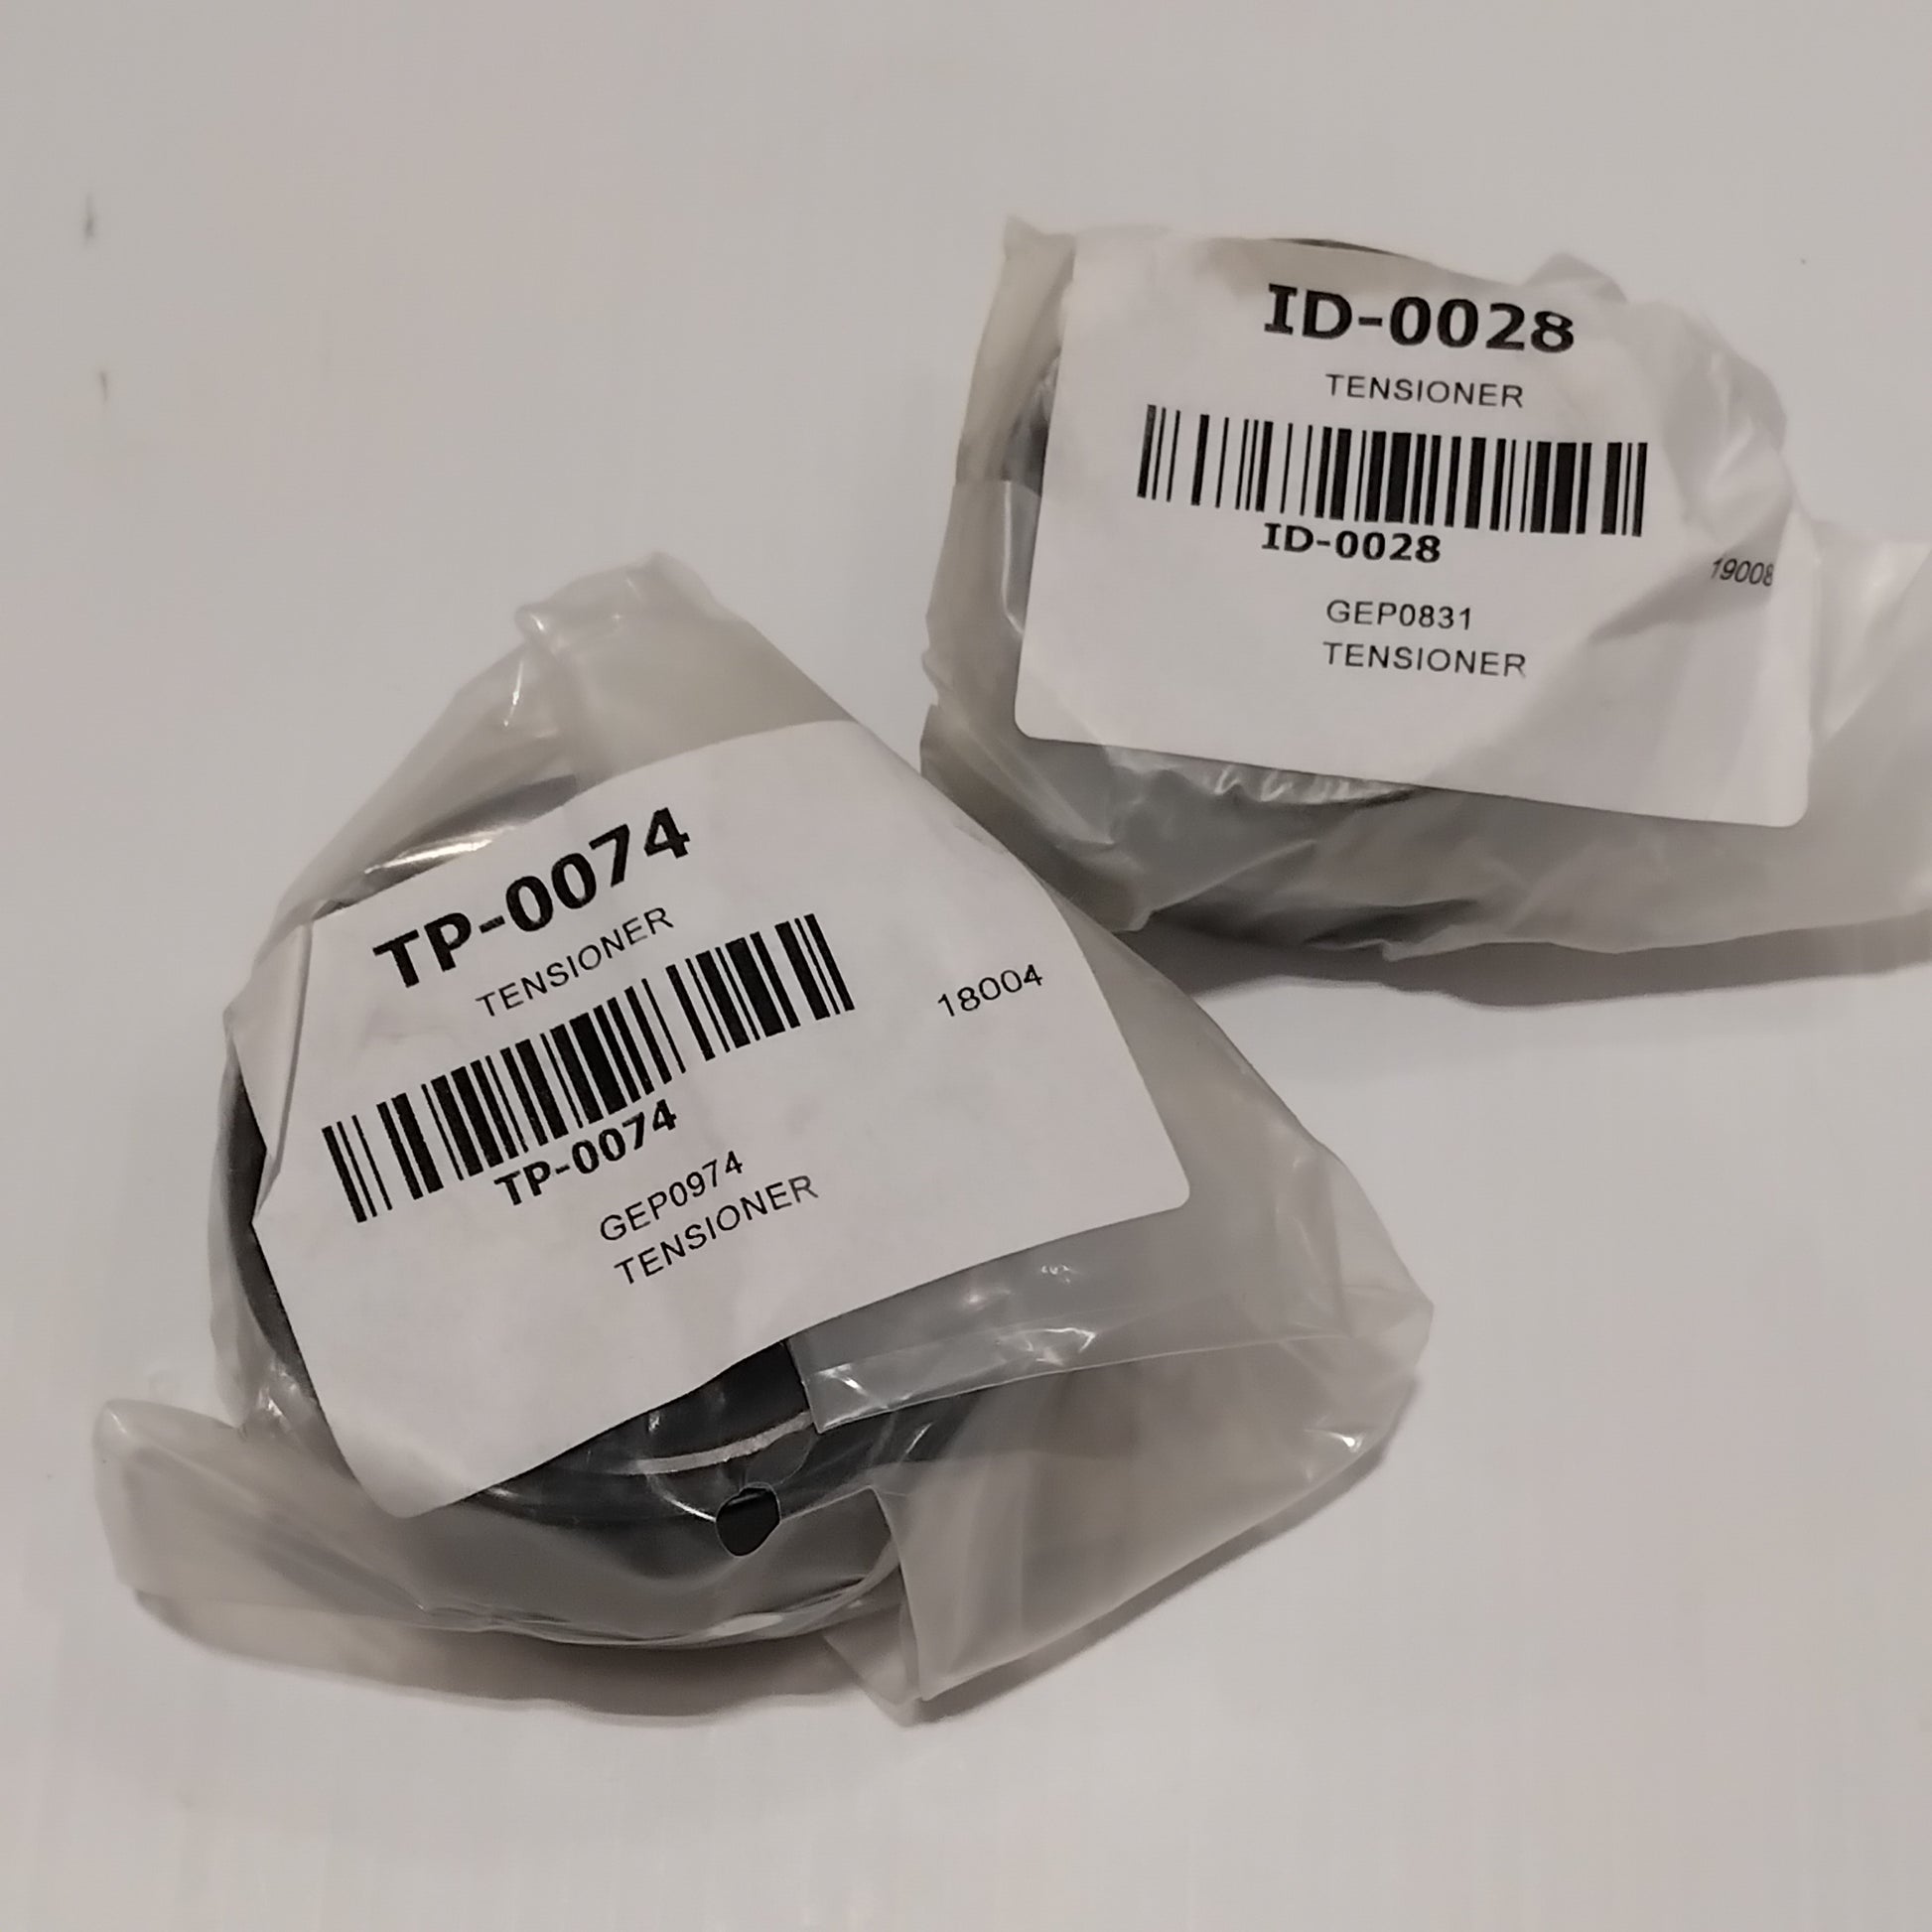 ID-0028
TENSIONER
ID-0028
19008
GEP0831
TENSIONER
TP-0074
TENSIONER
18004
TP-0074
GEP0974
TENSIONER